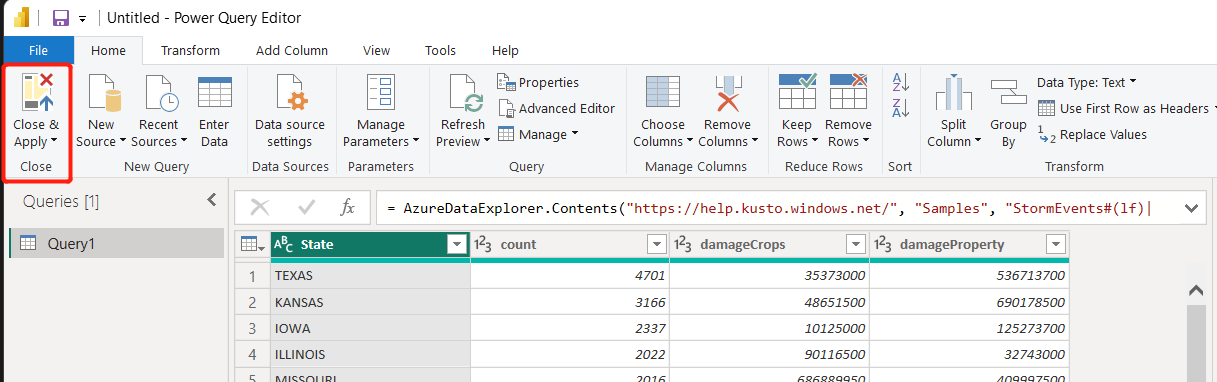 Untitled - Power Query Editor
File Home Transform Add Column View Tools Help
Close & Apply
New Source
Recent Sources
Enter Data
Data source settings
Manage Parameters
Refresh Preview
Properties
Advanced Editor
Manage
Choose Columns
Remove Columns
Keep Rows
Remove Rows
Split Column
Group By
Data Type: Text
Use First Row as Headers
Replace Values
Close New Query Data Sources Parameters Query Manage Columns Reduce Rows Sort Transform
Queries [1]
fx = AzureDataExplorer.Contents("https://help.kusto.windows.net/", "Samples", "StormEvents#(lf)|
Query1
ABC State 123 count 123 damageCrops 123 damageProperty
1 TEXAS 4701 35373000 536713700
2 KANSAS 3166 48651500 690178500
3 IOWA 2337 10125000 125273700
4 ILLINOIS 2022 90116500 32743000
5 MISSOURI 2016 686889950 409997500